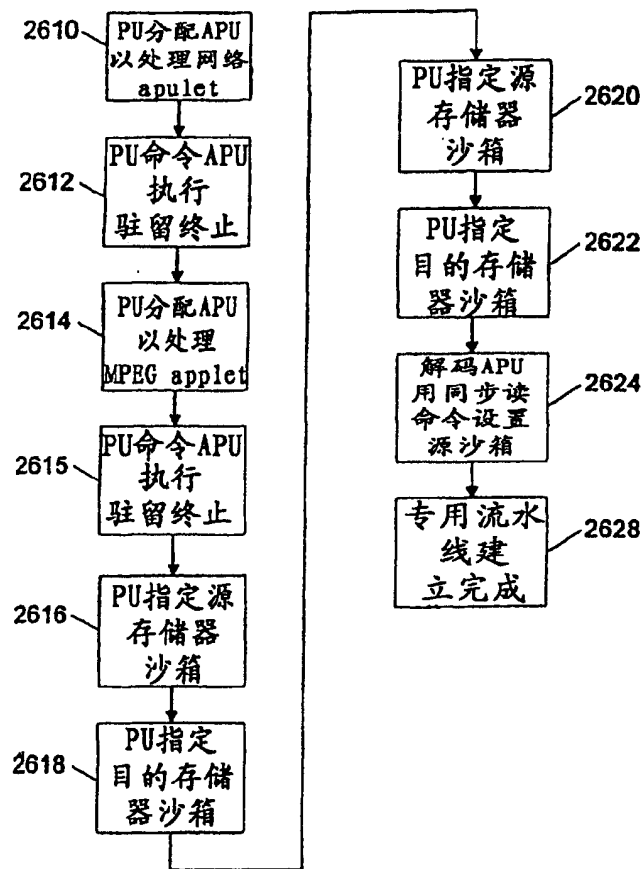 2610
PU分配APU
以处理网络
apulet
2612
PU命令APU
执行
驻留终止
2614
PU分配APU
以处理
MPEG applet
2615
PU命令APU
执行
驻留终止
2616
PU指定源
存储器
沙箱
2618
PU指定
目的存储
器沙箱
PU指定源
存储器
沙箱
2620
PU指定
目的存储
器沙箱
2622
解码APU
用同步读
命令设置
源沙箱
2624
专用流水
线建
立完成
2628